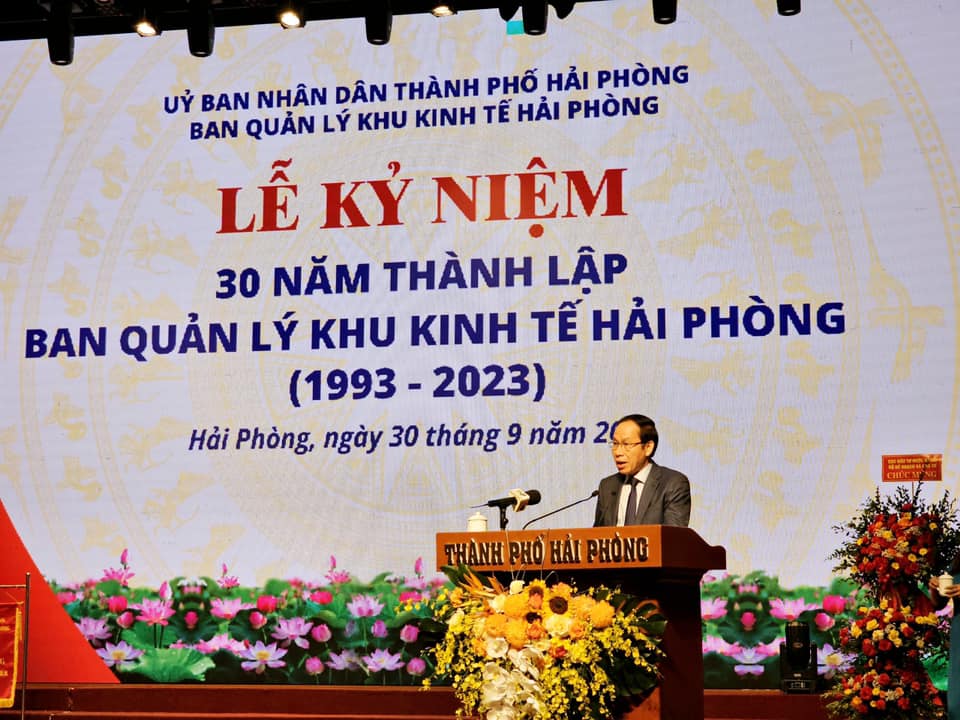 UỶ BAN NHÂN DÂN THÀNH PHỐ HẢI PHÒNG
BAN QUẢN LÝ KHU KINH TẾ HẢI PHÒNG
LỄ KỶ NIỆM
30 NĂM THÀNH LẬP
BAN QUẢN LÝ KHU KINH TẾ HẢI PHÒNG
(1993 - 2023)
Hải Phòng, ngày 30 tháng 9 năm
THÀNH PHỐ HẢI PHÒNG
CHÚC MỪNG